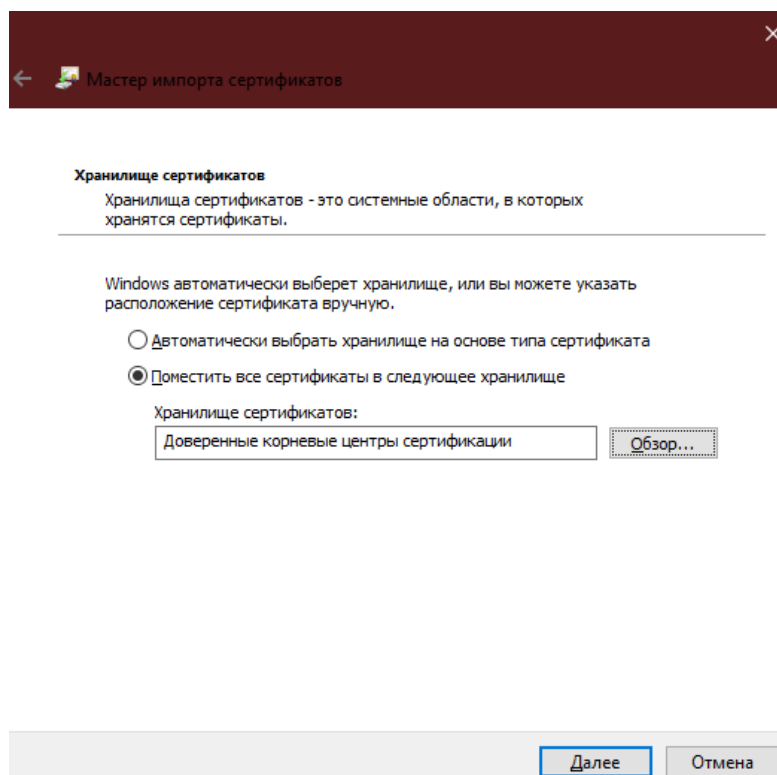 Мастер импорта сертификатов
Хранилище сертификатов
Хранилища сертификатов - это системные области, в которых
хранятся сертификаты.
Windows автоматически выберет хранилище, или вы можете указать
расположение сертификата вручную.
Автоматически выбрать хранилище на основе типа сертификата
Поместить все сертификаты в следующее хранилище
Хранилище сертификатов:
Доверенные корневые центры сертификации
Обзор...
Далее
Отмена